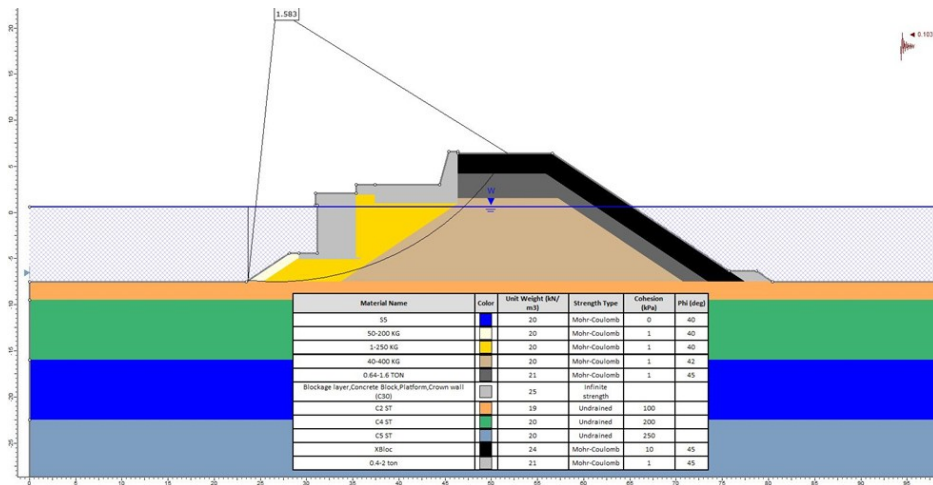 1.583
0.103
20
15
10
5
0
-5
-10
-15
-20
-25
W
Material Name Color Unit Weight (kN/m3) Strength Type Cohesion (kPa) Phi (deg)
S5 20 Mohr-Coulomb 0 40
50-200 KG 20 Mohr-Coulomb 1 40
1-250 KG 20 Mohr-Coulomb 1 40
40-400 KG 20 Mohr-Coulomb 1 42
0.64-1.6 TON 21 Mohr-Coulomb 1 45
Blockage layer,Concrete Block,Platform,Crown wall (C30) 25 Infinite strength
C2 ST 19 Undrained 100
C4 ST 20 Undrained 200
C5 ST 20 Undrained 250
XBloc 24 Mohr-Coulomb 10 45
0.4-2 ton 21 Mohr-Coulomb 1 45
0 5 10 15 20 25 30 35 40 45 50 55 60 65 70 75 80 85 90 95